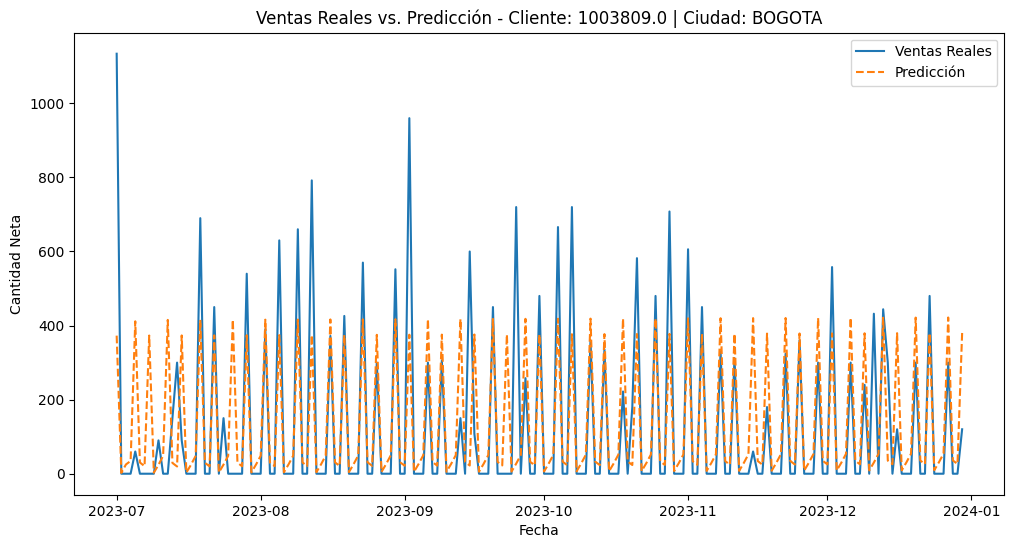 Ventas Reales vs. Predicción - Cliente: 1003809.0 | Ciudad: BOGOTA
Ventas Reales
Predicción
Cantidad Neta
1000
800
600
400
200
0
2023-07
2023-08
2023-09
2023-10
2023-11
2023-12
2024-01
Fecha